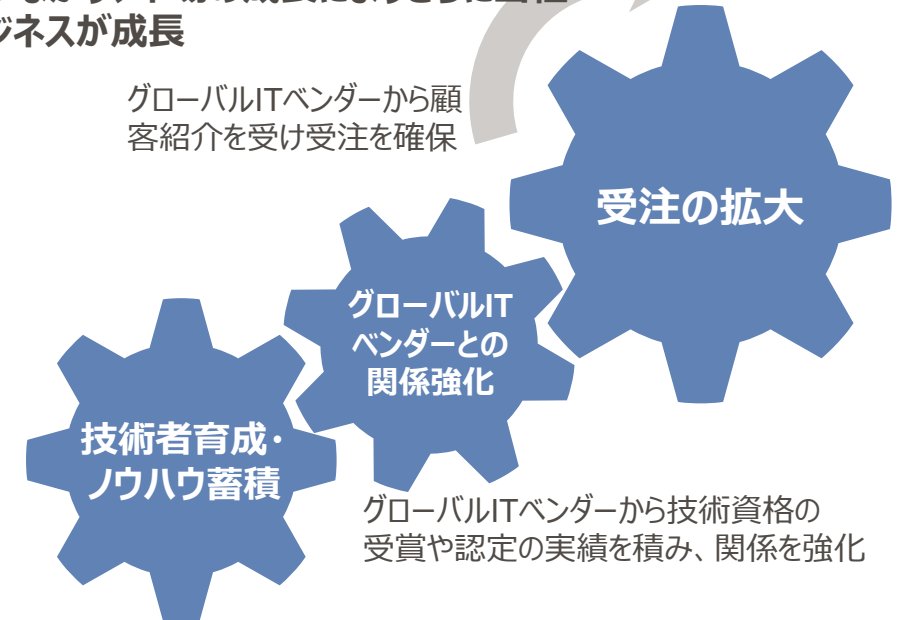 ジネスが成長
グローバルITベンダーから顧
客紹介を受け受注を確保
受注の拡大
グローバルIT
ベンダーとの
関係強化
技術者育成・
ノウハウ蓄積
グローバルITベンダーから技術資格の
受賞や認定の実績を積み、関係を強化